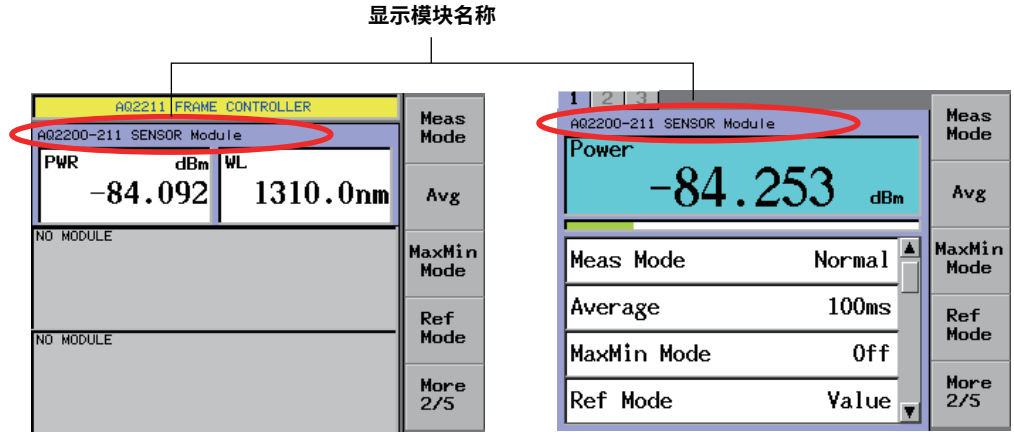 显示模块名称
AQ2211 FRAME CONTROLLER
AQ2200-211 SENSOR Module
PWR dBm WL
-84.092 1310.0nm
NO MODULE
NO MODULE
Meas
Mode
Avg
MaxMin
Mode
Ref
Mode
More
2/5
1 2 3
AQ2200-211 SENSOR Module
Power
-84.253 dBm
Meas Mode Normal
Average 100ms
MaxMin Mode Off
Ref Mode Value
Meas
Mode
Avg
MaxMin
Mode
Ref
Mode
More
2/5